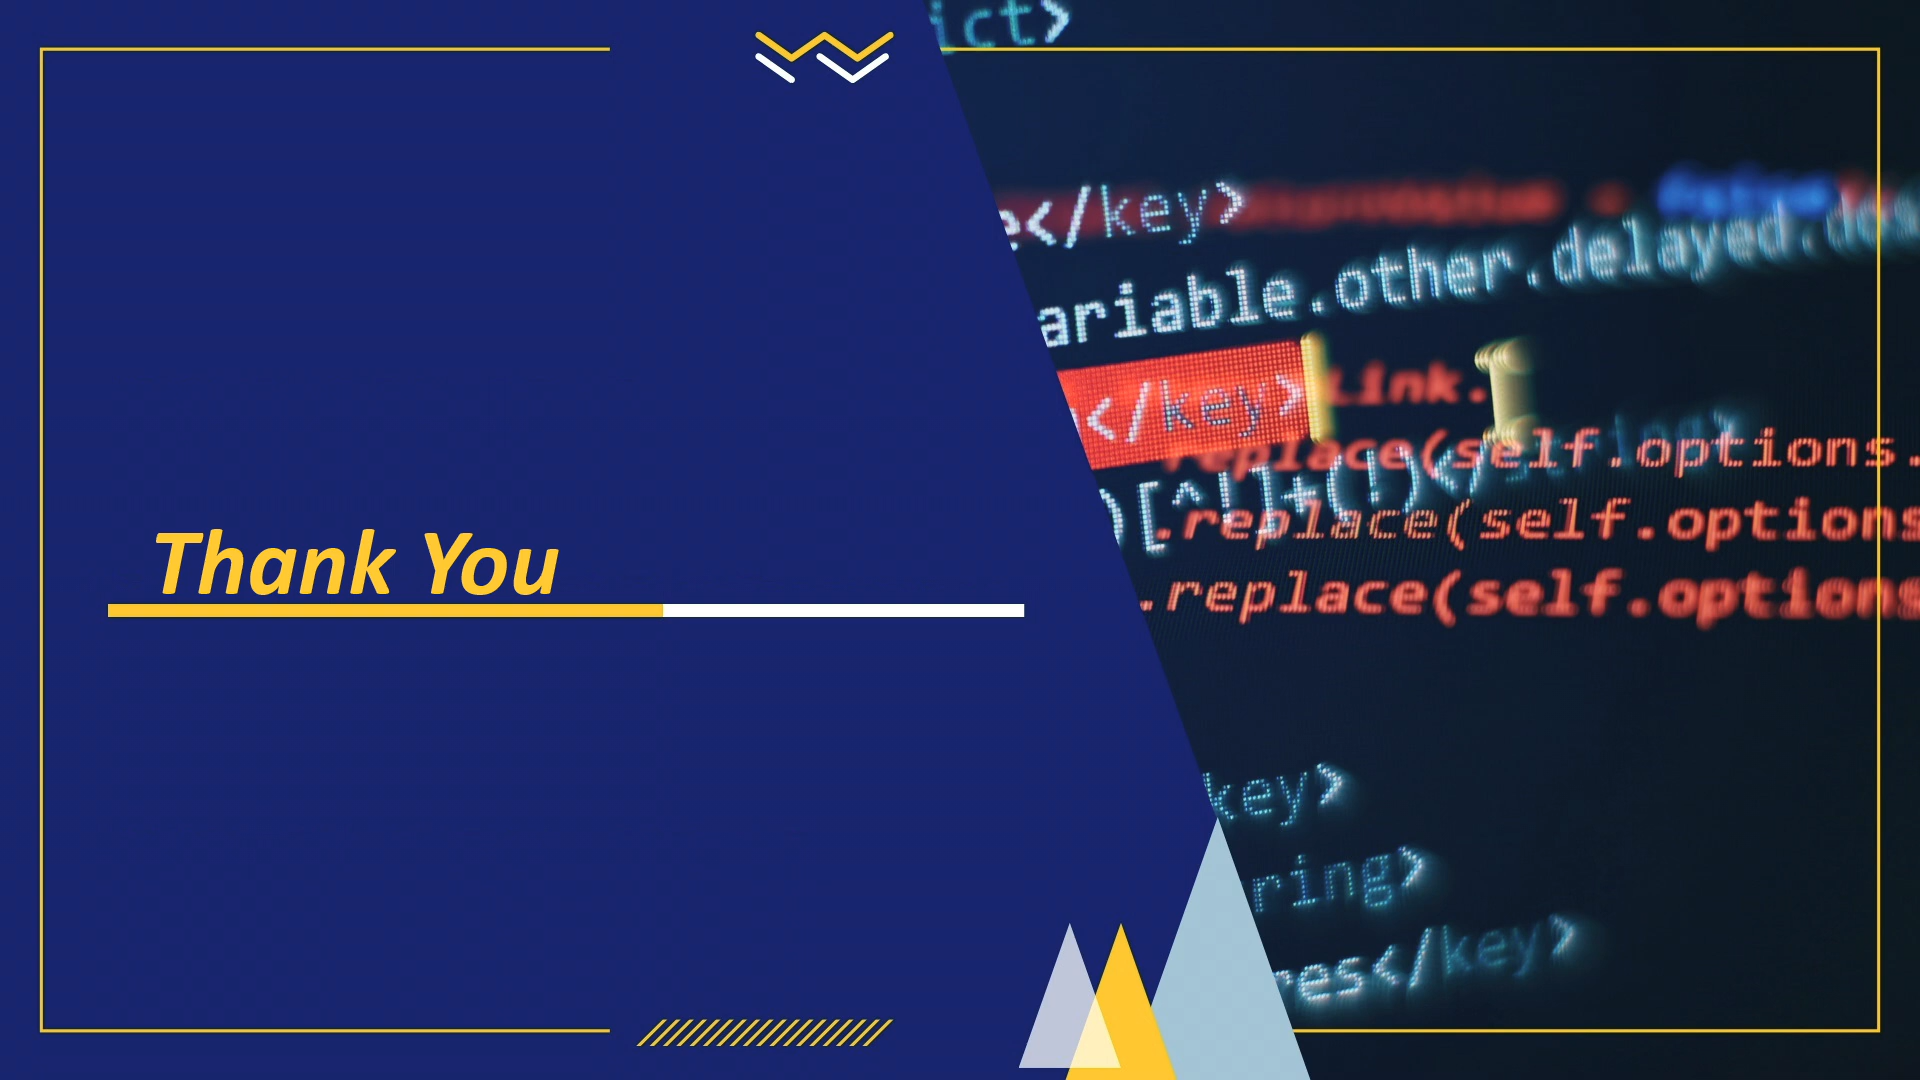 Thank You
ict>
e</key>
ariable.other.delayed.
</key>
Link.
replace(self.options.
)[^!]+(!)</
.replace(self.options
.replace(self.options
key>
ring>
res</key>